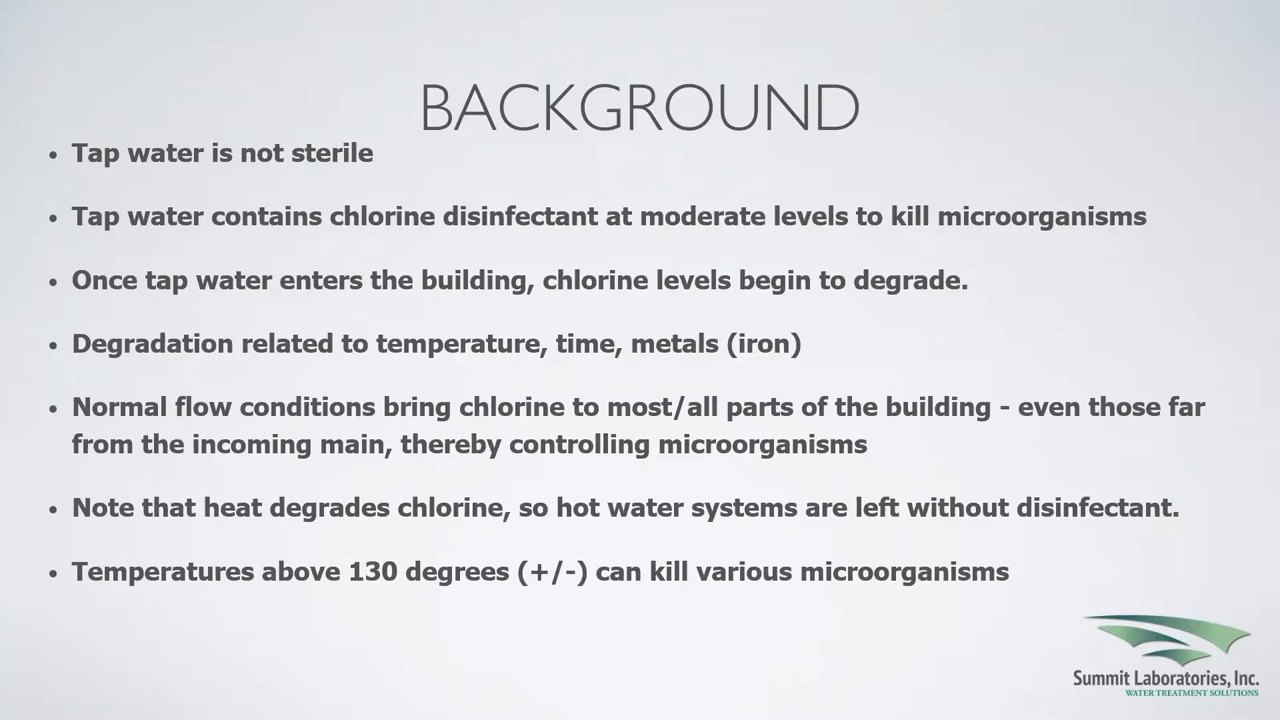 BACKGROUND
• Tap water is not sterile
• Tap water contains chlorine disinfectant at moderate levels to kill microorganisms
• Once tap water enters the building, chlorine levels begin to degrade.
• Degradation related to temperature, time, metals (iron)
• Normal flow conditions bring chlorine to most/all parts of the building - even those far
from the incoming main, thereby controlling microorganisms
• Note that heat degrades chlorine, so hot water systems are left without disinfectant.
• Temperatures above 130 degrees (+/-) can kill various microorganisms
Summit Laboratories, Inc.
WATER TREATMENT SOLUTIONS